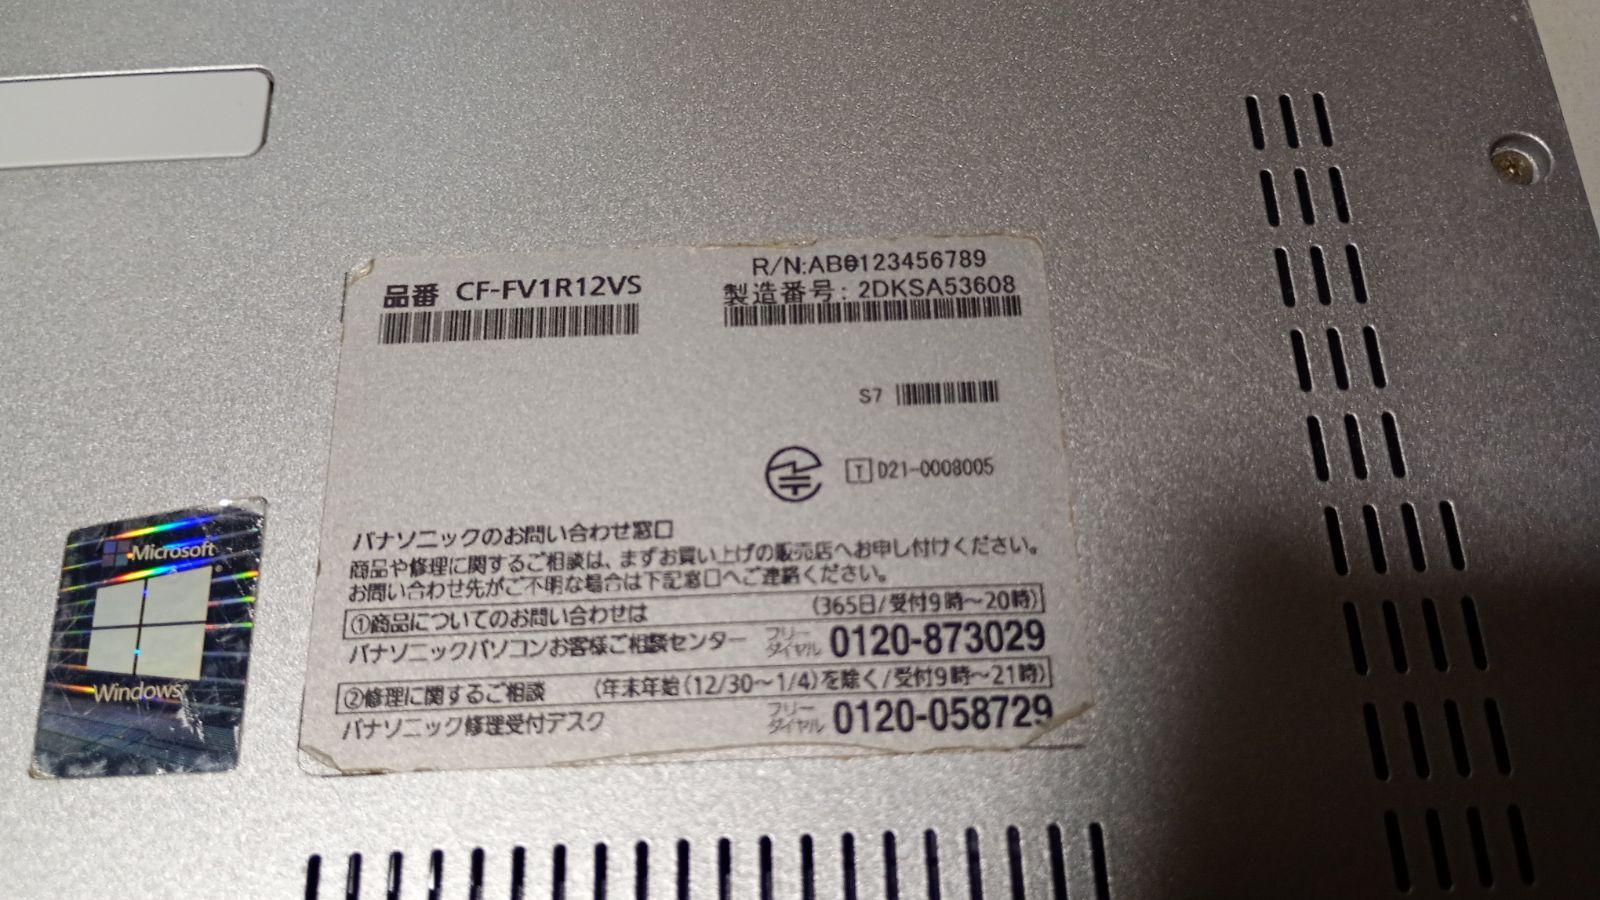 品番 CF-FV1R12VS
R/N:AB0123456789
製造番号: 2DKSA53608
S7
T D21-0008005
パナソニックのお問い合わせ窓口
商品や修理に関するご相談は、まずお買い上げの販売店へお申し付けください。
お問い合わせ先がご不明な場合は下記窓口へご連絡ください。
①商品についてのお問い合わせは (365日/受付9時～20時)
パナソニックパソコンお客様ご相談センター フリーダイヤル 0120-873029
②修理に関するご相談 (年末年始(12/30～1/4)を除く/受付9時～21時)
パナソニック修理受付デスク フリーダイヤル 0120-058729
Microsoft®
Windows